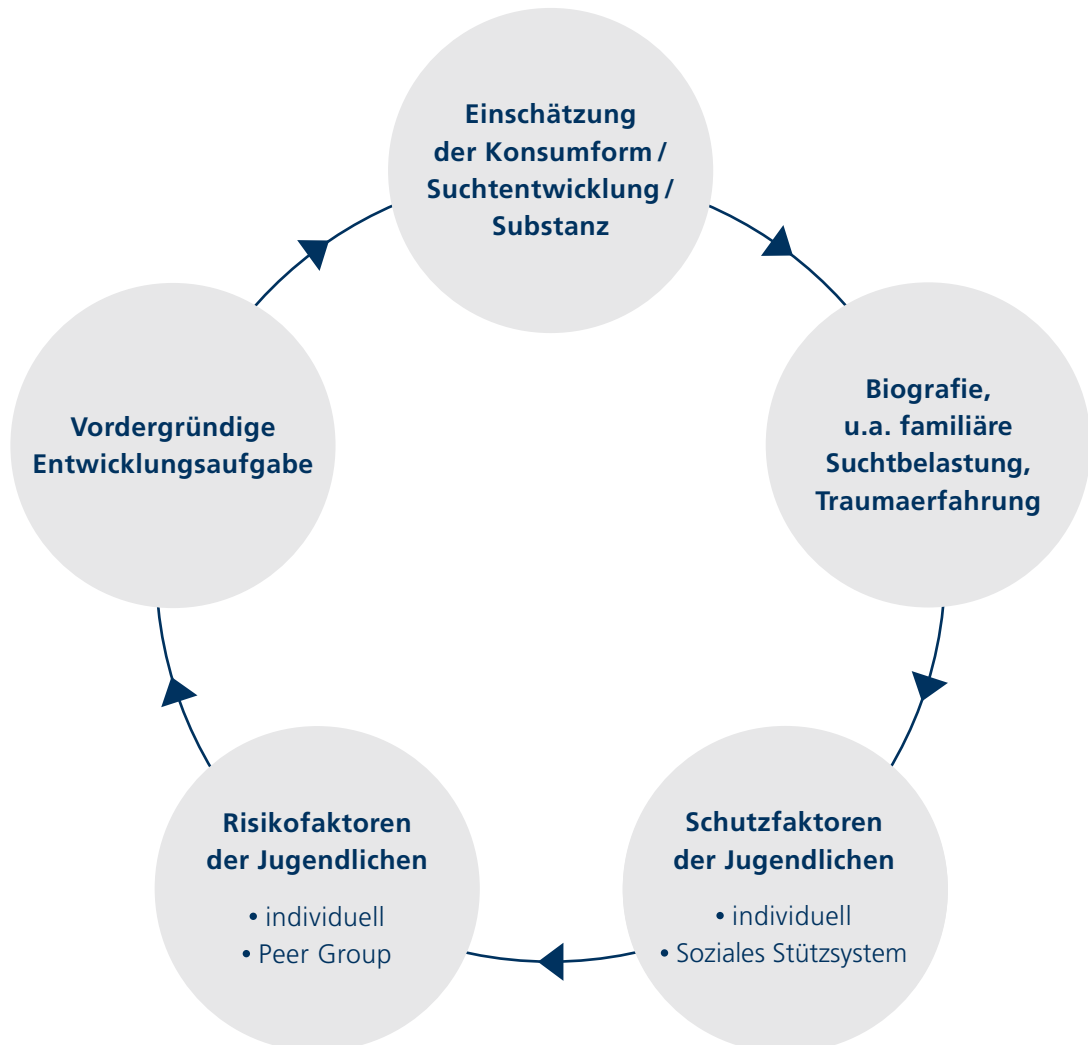 Einschätzung
der Konsumform /
Suchtentwicklung /
Substanz
Biografie,
u.a. familiäre
Suchtbelastung,
Traumaerfahrung
Schutzfaktoren
der Jugendlichen
• individuell
• Soziales Stützsystem
Risikofaktoren
der Jugendlichen
• individuell
• Peer Group
Vordergründige
Entwicklungsaufgabe